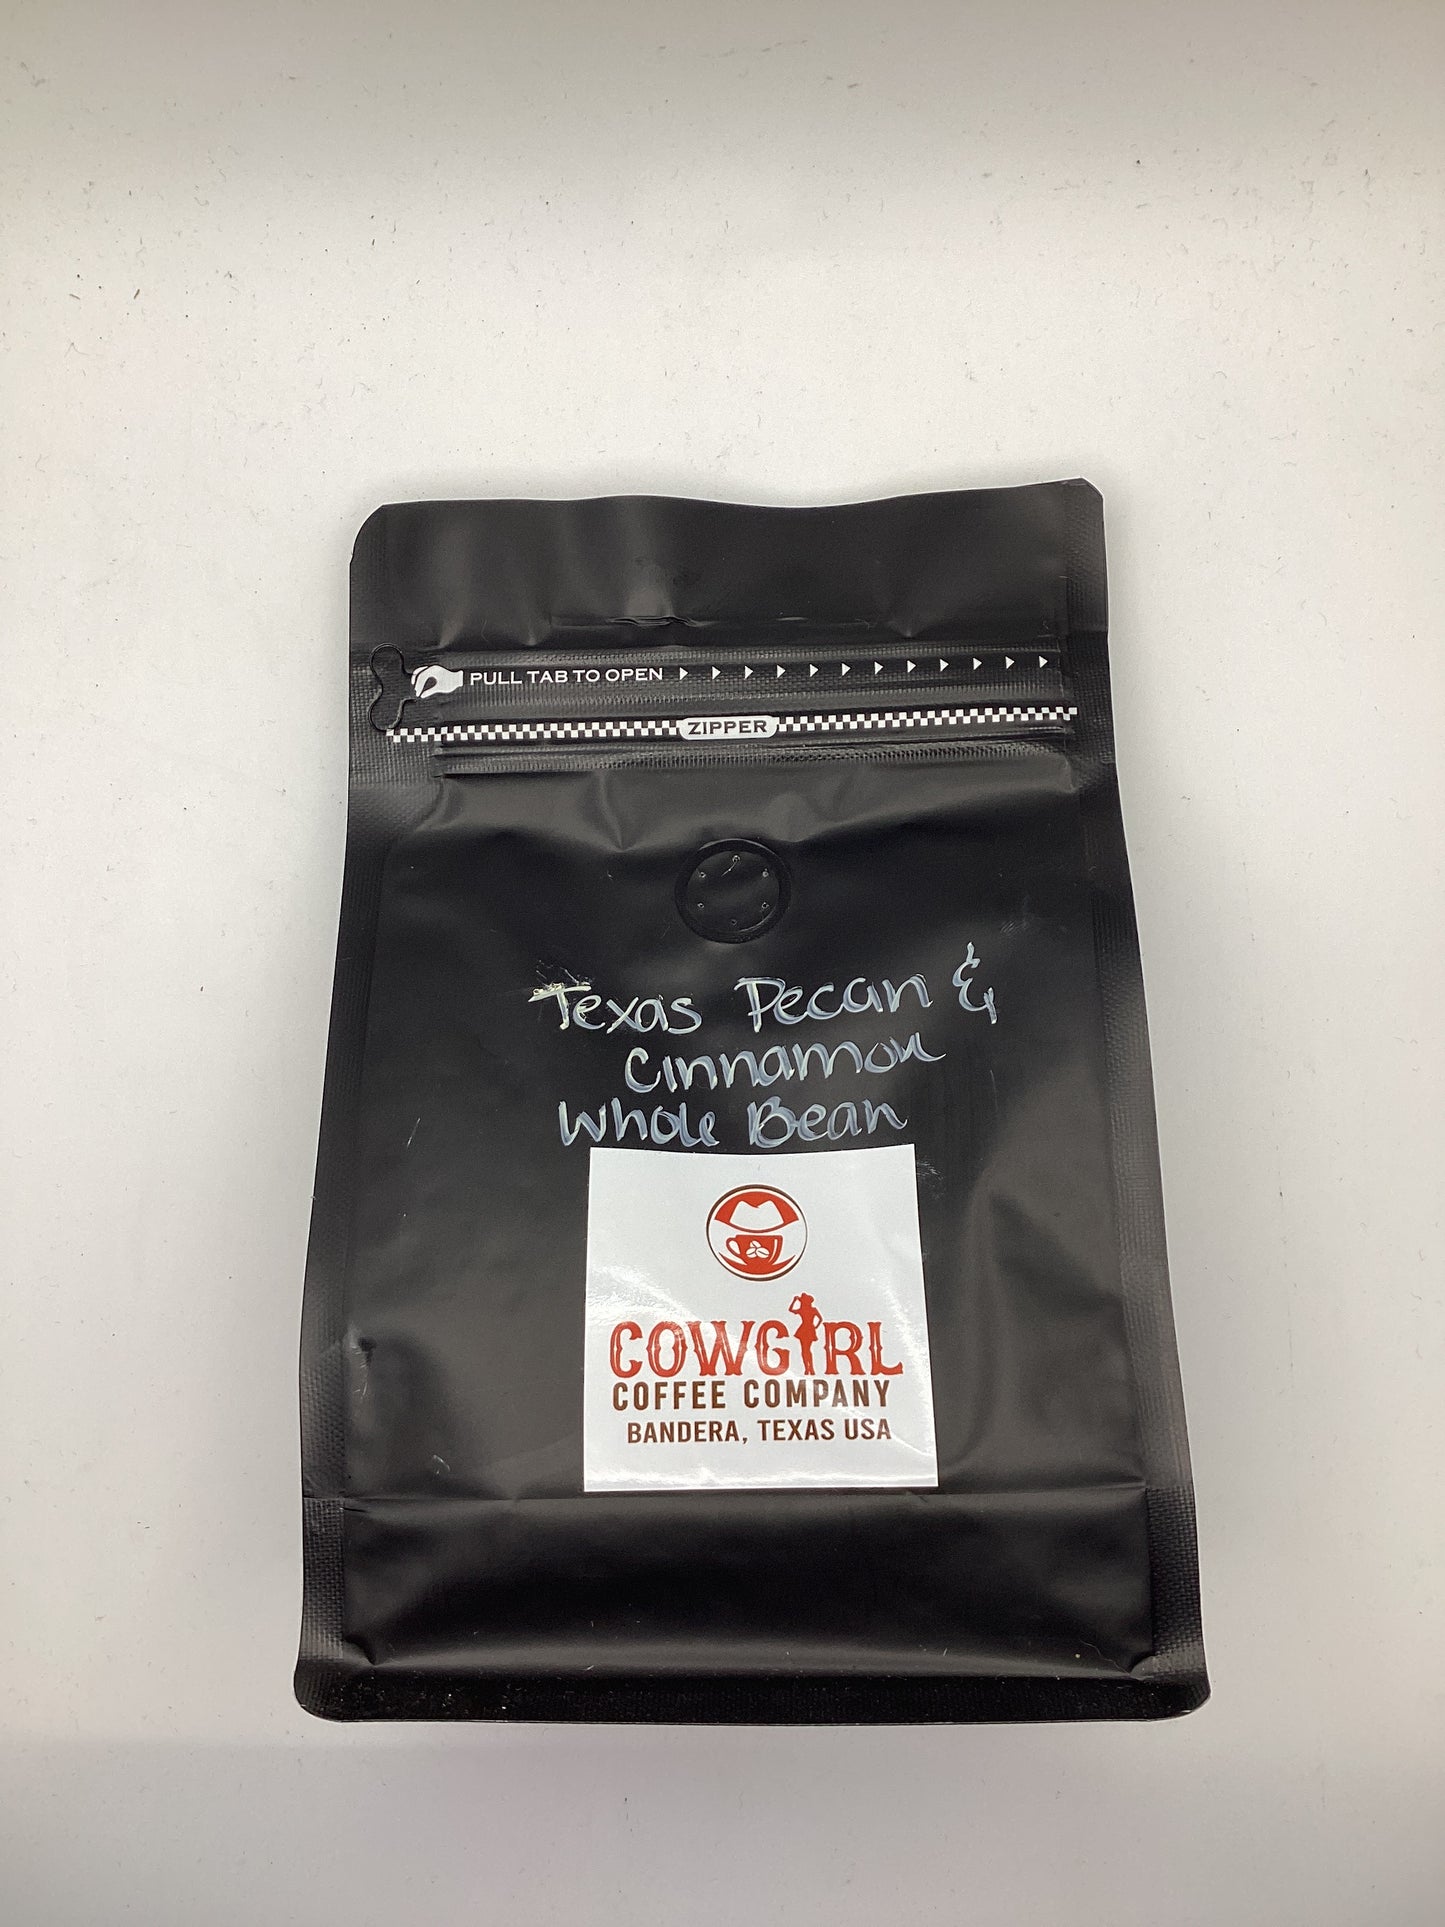 PULL TAB TO OPEN
ZIPPER
Texas Pecan &
Cinnamon
Whole Bean
COWGIRL
COFFEE COMPANY
BANDERA, TEXAS USA